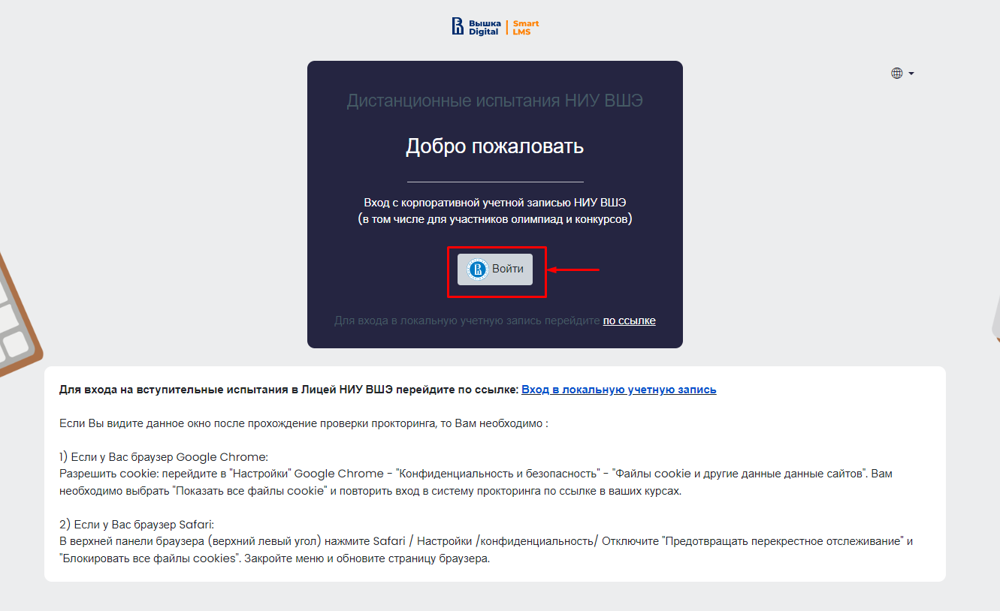 Вышка Digital | Smart LMS
Дистанционные испытания НИУ ВШЭ
Добро пожаловать
Вход с корпоративной учетной записью НИУ ВШЭ
(в том числе для участников олимпиад и конкурсов)
Войти
Для входа в локальную учетную запись перейдите по ссылке
Для входа на вступительные испытания в Лицей НИУ ВШЭ перейдите по ссылке: Вход в локальную учетную запись
Если Вы видите данное окно после прохождение проверки прокторинга, то Вам необходимо :
1) Если у Вас браузер Google Chrome:
Разрешить cookie: перейдите в "Настройки" Google Chrome - "Конфиденциальность и безопасность" - "Файлы cookie и другие данные данные сайтов". Вам
необходимо выбрать "Показать все файлы cookie" и повторить вход в систему прокторинга по ссылке в ваших курсах.
2) Если у Вас браузер Safari:
В верхней панели браузера (верхний левый угол) нажмите Safari / Настройки /конфиденциальность/ Отключите "Предотвращать перекрестное отслеживание" и
"Блокировать все файлы cookies". Закройте меню и обновите страницу браузера.